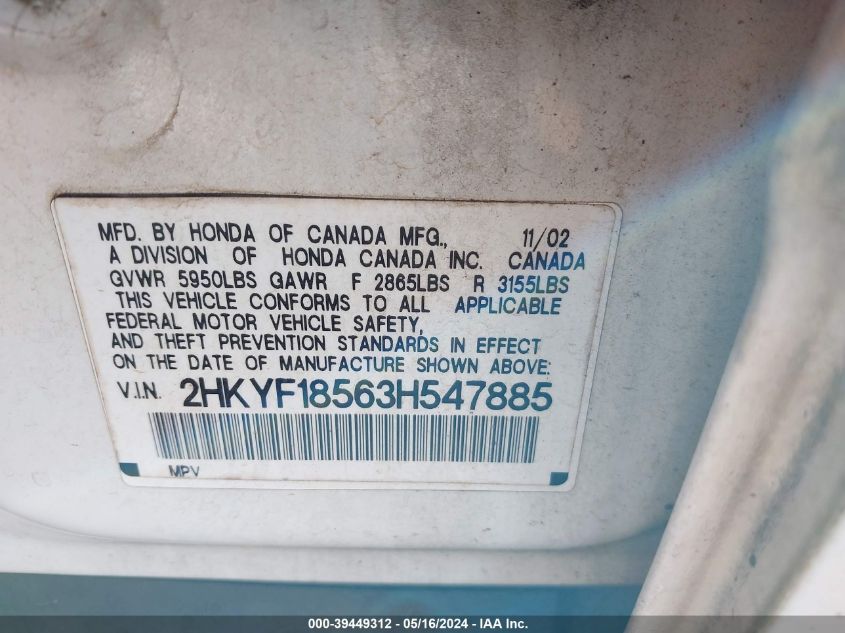 MFD. BY HONDA OF CANADA MFG., 11/02
A DIVISION OF HONDA CANADA INC. CANADA
GVWR 5950LBS GAWR F 2865LBS R 3155LBS
THIS VEHICLE CONFORMS TO ALL APPLICABLE
FEDERAL MOTOR VEHICLE SAFETY,
AND THEFT PREVENTION STANDARDS IN EFFECT
ON THE DATE OF MANUFACTURE SHOWN ABOVE:
V.I.N. 2HKYF18563H547885
MPV
000-39449312 - 05/16/2024 - IAA Inc.